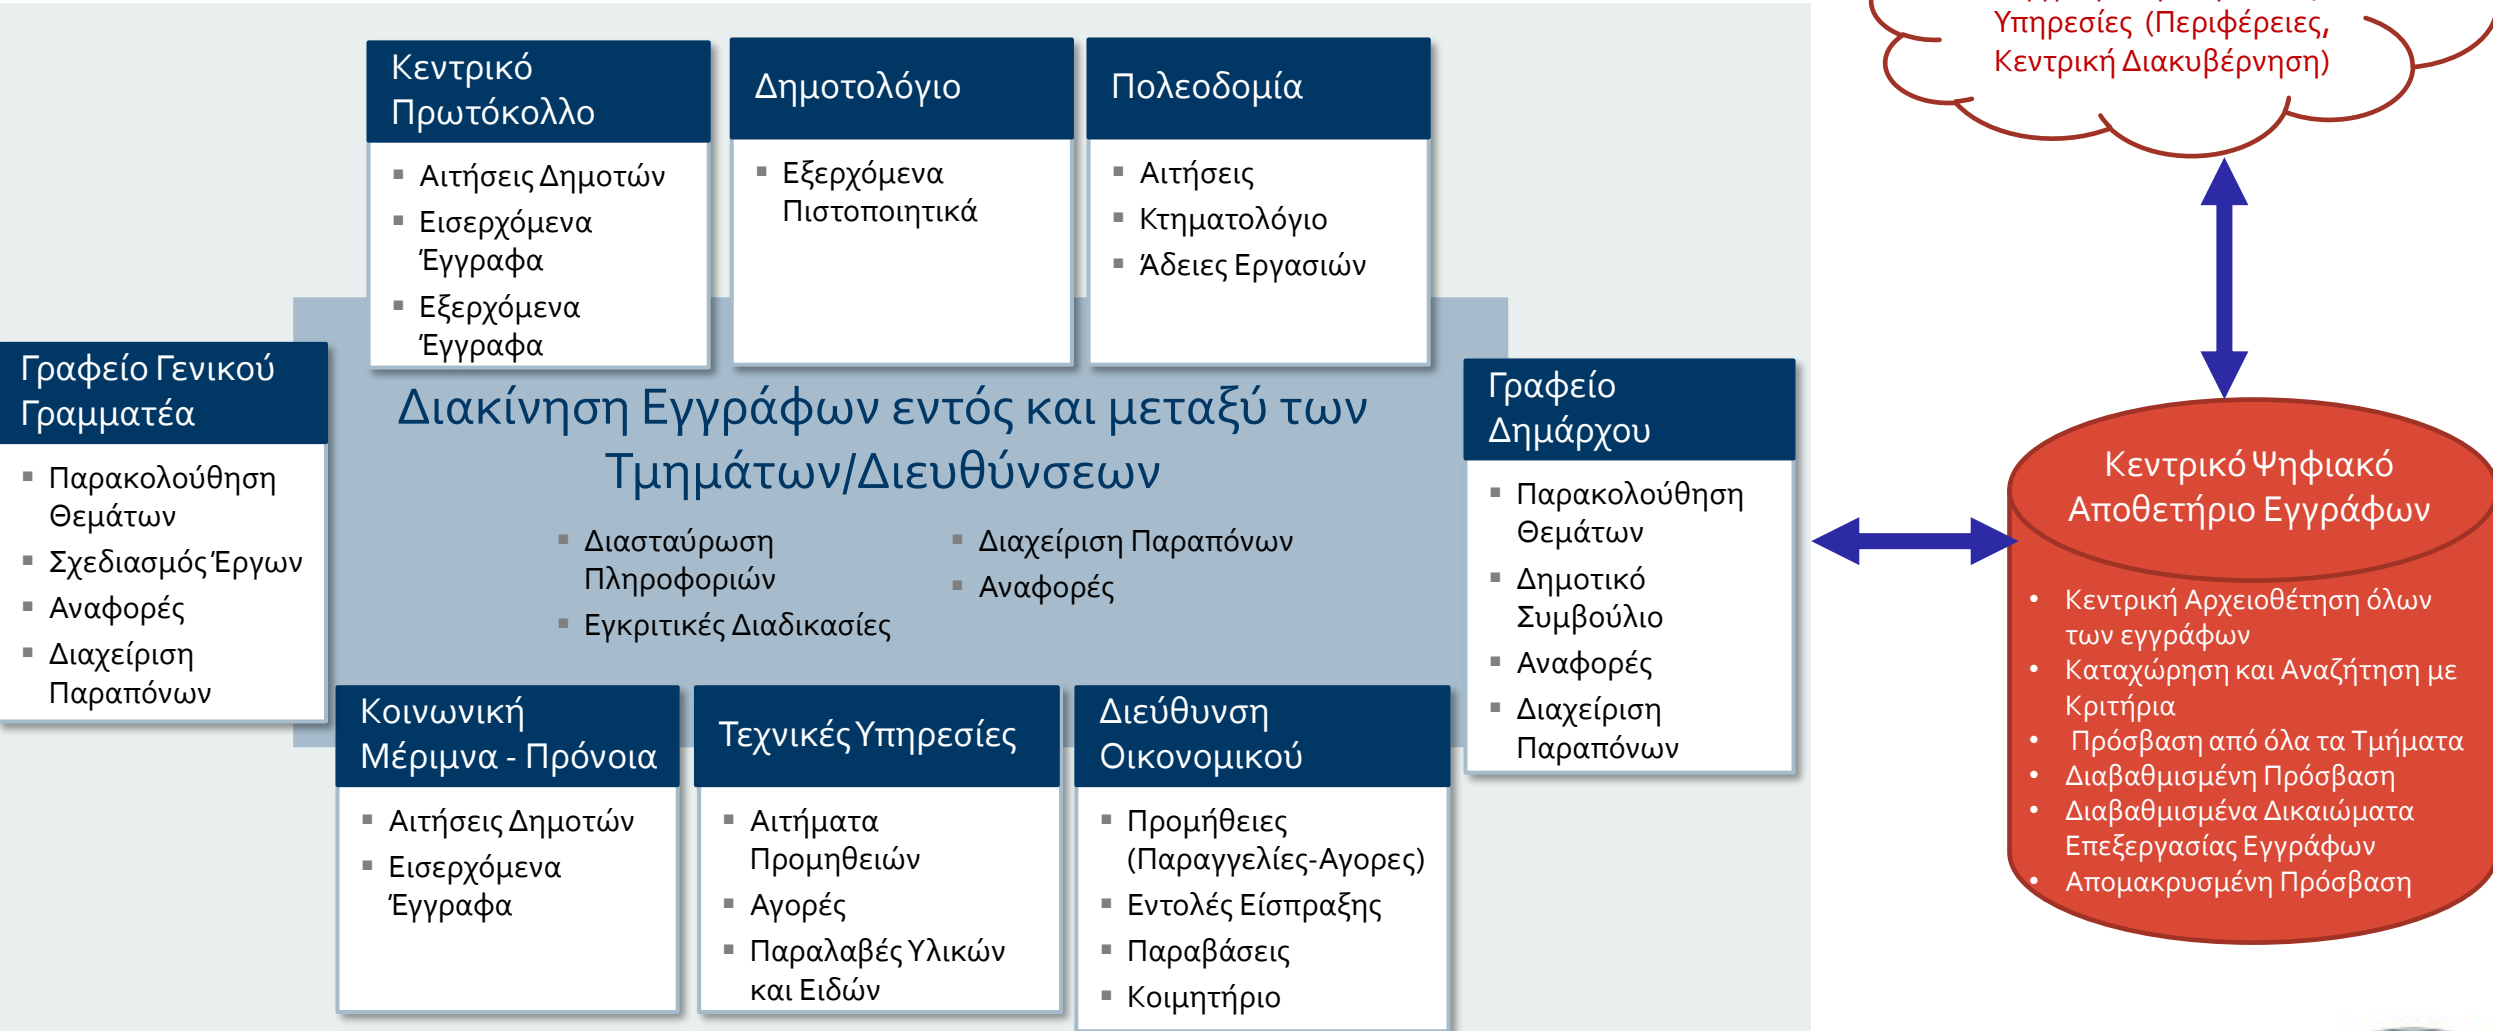 Υπηρεσίες (Περιφέρειες,
Κεντρική Διακυβέρνηση)
Κεντρικό
Πρωτόκολλο
Αιτήσεις Δημοτών
Εισερχόμενα
Έγγραφα
Εξερχόμενα
Έγγραφα
Δημοτολόγιο
Εξερχόμενα
Πιστοποιητικά
Πολεοδομία
Αιτήσεις
Κτηματολόγιο
Άδειες Εργασιών
Γραφείο Γενικού
Γραμματέα
Παρακολούθηση
Θεμάτων
Σχεδιασμός Έργων
Αναφορές
Διαχείριση
Παραπόνων
Διακίνηση Εγγράφων εντός και μεταξύ των
Τμημάτων/Διευθύνσεων
Διασταύρωση
Πληροφοριών
Εγκριτικές Διαδικασίες
Διαχείριση Παραπόνων
Αναφορές
Γραφείο
Δημάρχου
Παρακολούθηση
Θεμάτων
Δημοτικό
Συμβούλιο
Αναφορές
Διαχείριση
Παραπόνων
Κοινωνική
Μέριμνα - Πρόνοια
Αιτήσεις Δημοτών
Εισερχόμενα
Έγγραφα
Τεχνικές Υπηρεσίες
Αιτήματα
Προμηθειών
Αγορές
Παραλαβές Υλικών
και Ειδών
Διεύθυνση
Οικονομικού
Προμήθειες
(Παραγγελίες-Αγορες)
Εντολές Είσπραξης
Παραβάσεις
Κοιμητήριο
Κεντρικό Ψηφιακό
Αποθετήριο Εγγράφων
Κεντρική Αρχειοθέτηση όλων
των εγγράφων
Καταχώρηση και Αναζήτηση με
Κριτήρια
Πρόσβαση από όλα τα Τμήματα
Διαβαθμισμένη Πρόσβαση
Διαβαθμισμένα Δικαιώματα
Επεξεργασίας Εγγράφων
Απομακρυσμένη Πρόσβαση